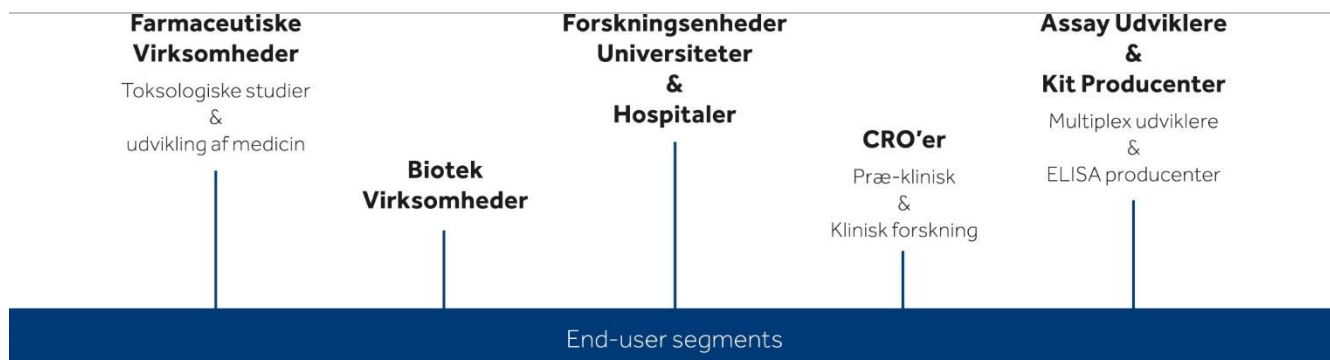 Farmaceutiske
Virksomheder
Toksologiske studier
&
udvikling af medicin
Biotek
Virksomheder
Forskningsenheder
Universiteter
&
Hospitaler
CRO'er
Præ-klinisk
&
Klinisk forskning
Assay Udviklere
&
Kit Producenter
Multiplex udviklere
&
ELISA producenter
End-user segments